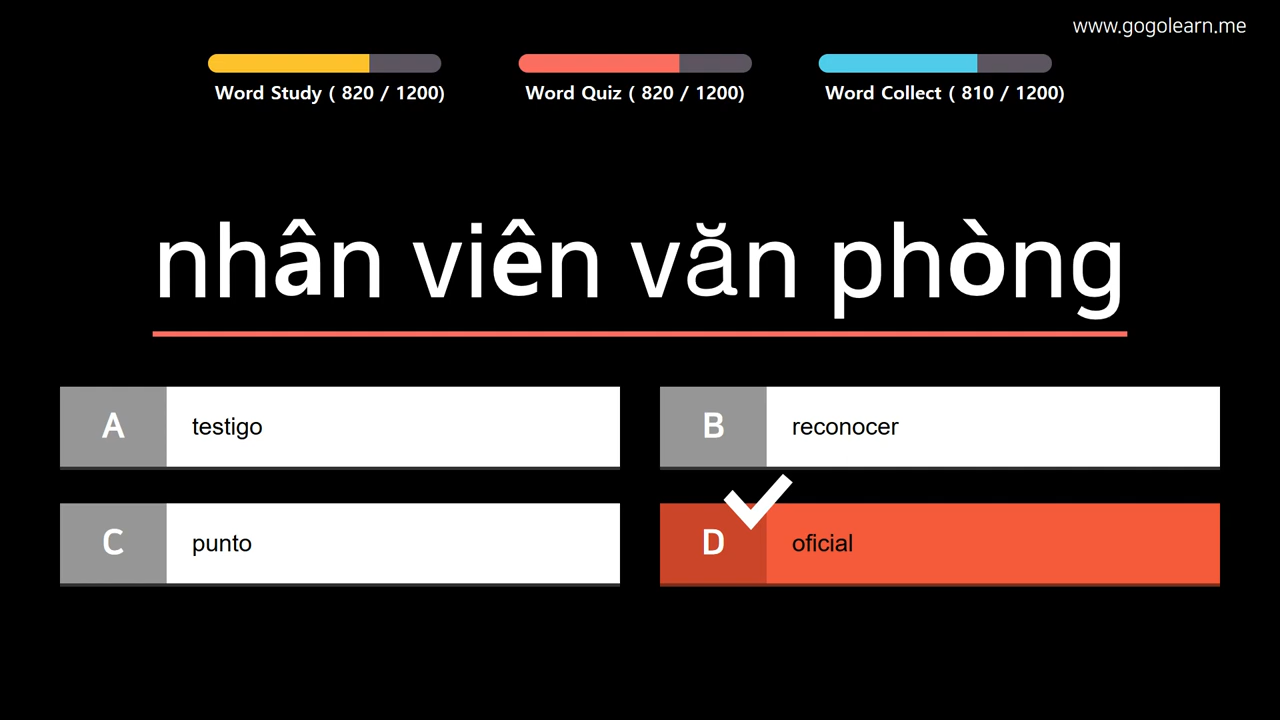 www.gogolearn.me
Word Study ( 820 / 1200)
Word Quiz ( 820 / 1200)
Word Collect ( 810 / 1200)
nhân viên văn phòng
A testigo
B reconocer
C punto
D oficial